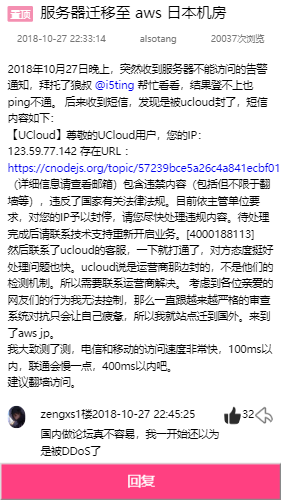 置顶 服务器迁移至 aws 日本机房
2018-10-27 22:33:14 alsotang 20037次浏览
2018年10月27日晚上，突然收到服务器不能访问的告警
通知，拜托了狼叔 @i5ting 帮忙看看，结果登不上也
ping不通。 后来收到短信，发现是被ucloud封了，短信
内容如下：
【UCloud】尊敬的UCloud用户，您的IP：
123.59.77.142 存在URL ：
https://cnodejs.org/topic/57239bce5a26c4a841ecbf01
（详细信息请查看邮箱）包含违禁内容（包括但不限于翻
墙等），违反了国家有关法律法规。目前依主管单位要
求，对您的IP予以封停，请您尽快处理违规内容。待处理
完成后请联系技术支持重新开启业务。[4000188113]
然后联系了ucloud的客服，一下就打通了，对方态度挺好
处理问题也快。ucloud说是运营商那边封的，不是他们的
检测机制。所以需要联系运营商解决。 考虑到各位亲爱的
网友们的行为我无法控制，那么一直跟越来越严格的审查
系统对抗只会让自己疲惫，所以我就站点迁到国外。来到
了aws jp。
我大致测了测，电信和移动的访问速度非常快，100ms以
内，联通会慢一点，400ms以内吧。
建议翻墙访问。
zengxs1楼2018-10-27 22:45:25 32
国内做论坛真不容易，我一开始还以为
是被DDoS了
回复